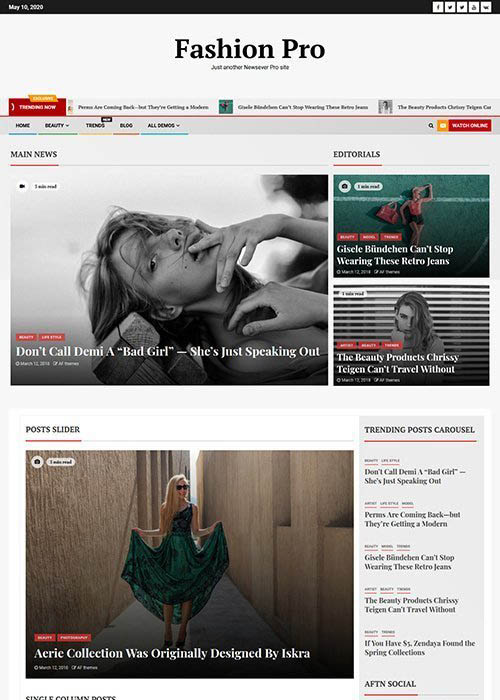 May 10, 2020
Fashion Pro
Just another Newsever Pro site
EXCLUSIVE
TRENDING NOW
Perms Are Coming Back—but They're Getting a Modern
Gisele Bündchen Can't Stop Wearing These Retro Jeans
The Beauty Products Chrissy Teigen Car
HOME
BEAUTY
TRENDS
NEW
BLOG
ALL DEMOS
WATCH ONLINE
MAIN NEWS
1 min read
BEAUTY
LIFE STYLE
Don't Call Demi A “Bad Girl” — She's Just Speaking Out
March 12, 2018 AF themes
EDITORIALS
1 min read
BEAUTY MODEL TRENDS
Gisele Bündchen Can't Stop
Wearing These Retro Jeans
March 12, 2018 AF themes
1 min read
ARTIST BEAUTY TRENDS
The Beauty Products Chrissy
Teigen Can't Travel Without
March 12, 2018 AF themes
POSTS SLIDER
1 min read
BEAUTY PHOTOGRAPHY
Aerie Collection Was Originally Designed By Iskra
March 12, 2018 AF themes
SINGLE COLUMN POSTS
TRENDING POSTS CAROUSEL
BEAUTY LIFE STYLE
Don't Call Demi A “Bad Girl” —
She's Just Speaking Out
ARTIST LIFE STYLE MODEL
Perms Are Coming Back—but
They're Getting a Modern
BEAUTY MODEL TRENDS
Gisele Bündchen Can't Stop
Wearing These Retro Jeans
ARTIST BEAUTY TRENDS
The Beauty Products Chrissy
Teigen Can't Travel Without
BEAUTY TRENDS
If You Have $5, Zendaya Found the
Spring Collections
AFTN SOCIAL